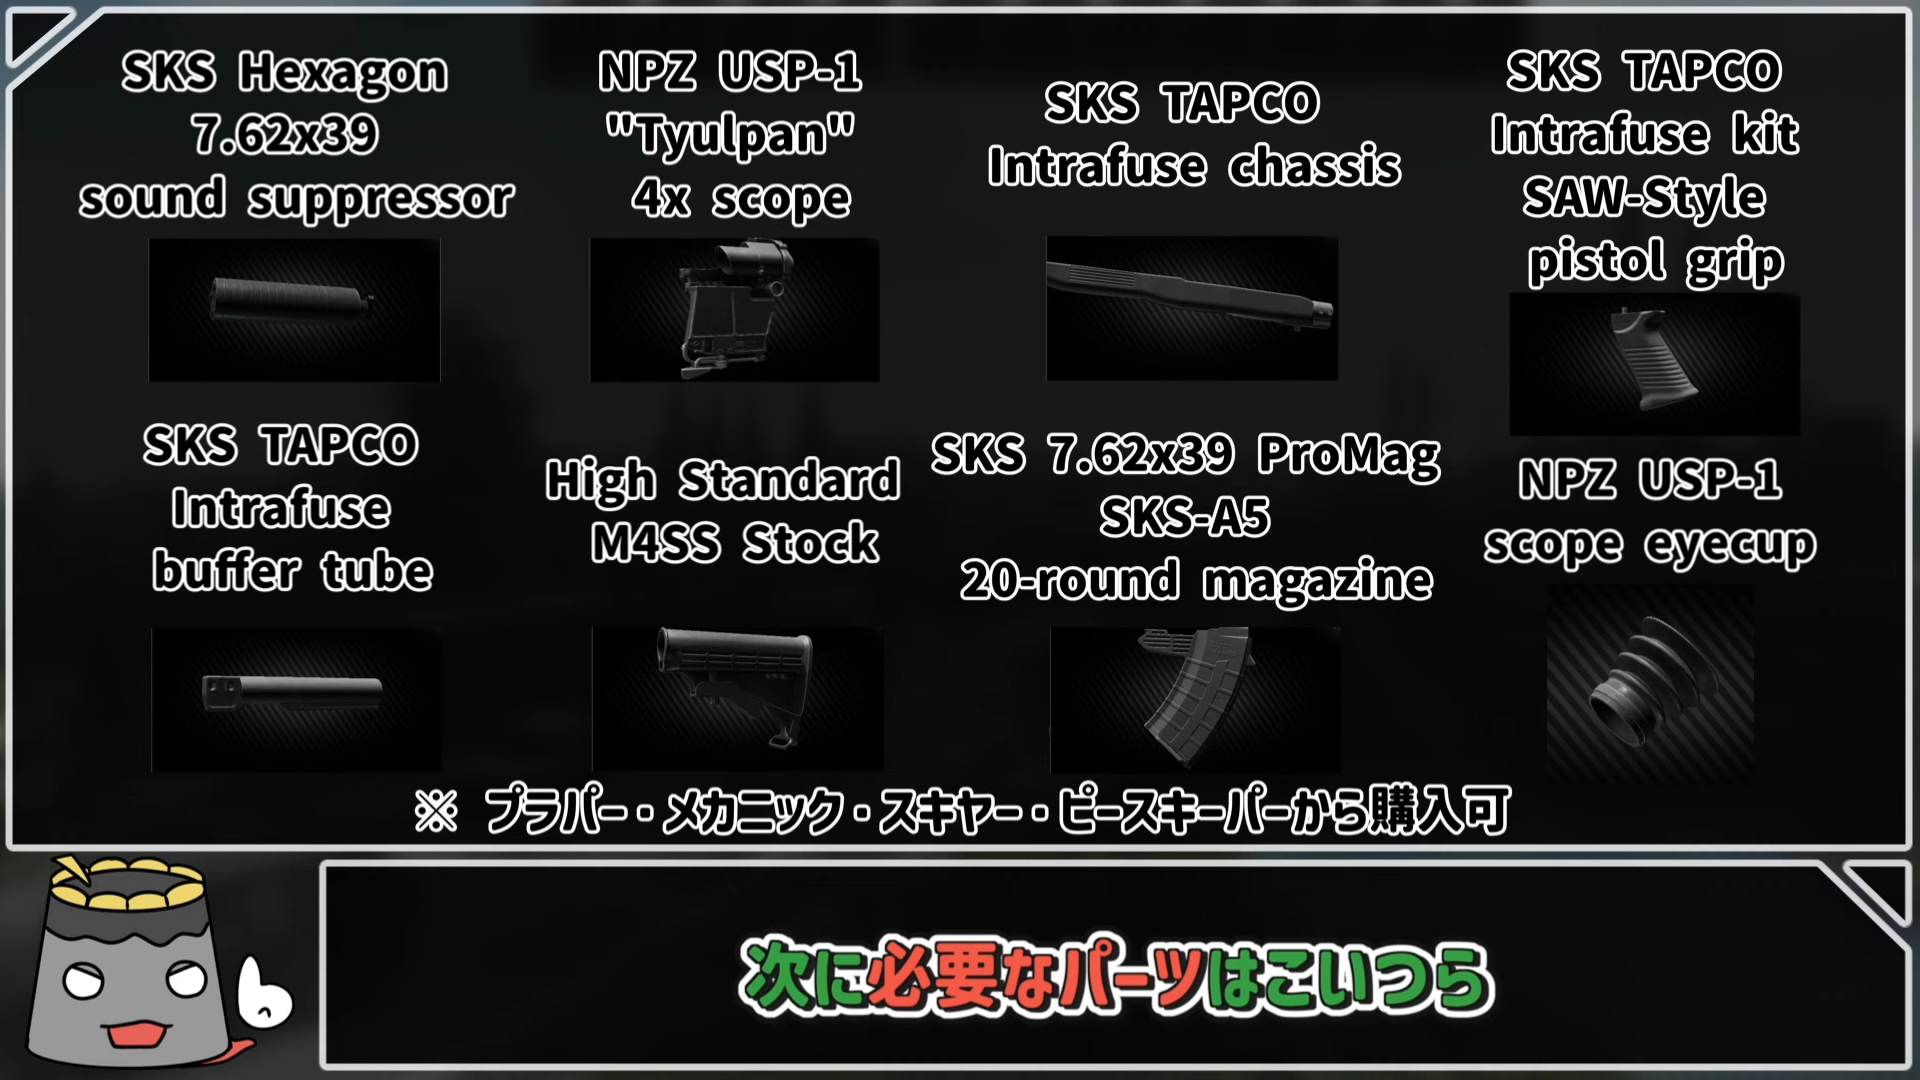 SKS Hexagon
7.62x39
sound suppressor
NPZ USP-1
"Tyulpan"
4x scope
SKS TAPCO
Intrafuse chassis
SKS TAPCO
Intrafuse kit
SAW-Style
pistol grip
SKS TAPCO
Intrafuse
buffer tube
High Standard
M4SS Stock
SKS 7.62x39 ProMag
SKS-A5
20-round magazine
NPZ USP-1
scope eyecup
※ プラパー・メカニック・スキヤー・ピースキーパーから購入可
次に必要なパーツはこいつら